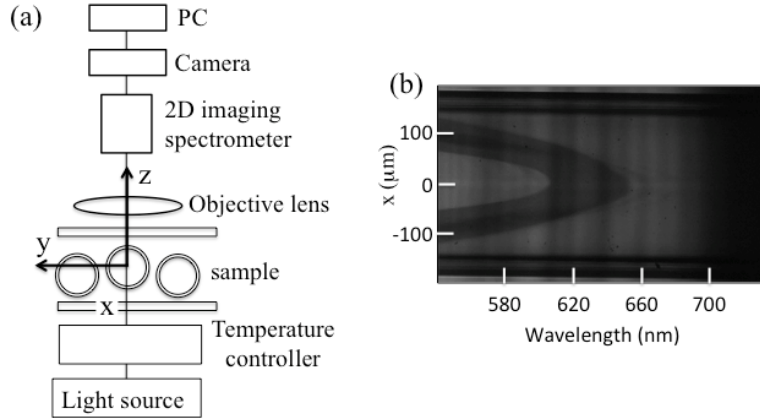 (a)
PC
Camera
2D imaging
spectrometer
z
Objective lens
y
sample
x
Temperature
controller
Light source
(b)
x (μm)
100
0
-100
580 620 660 700
Wavelength (nm)